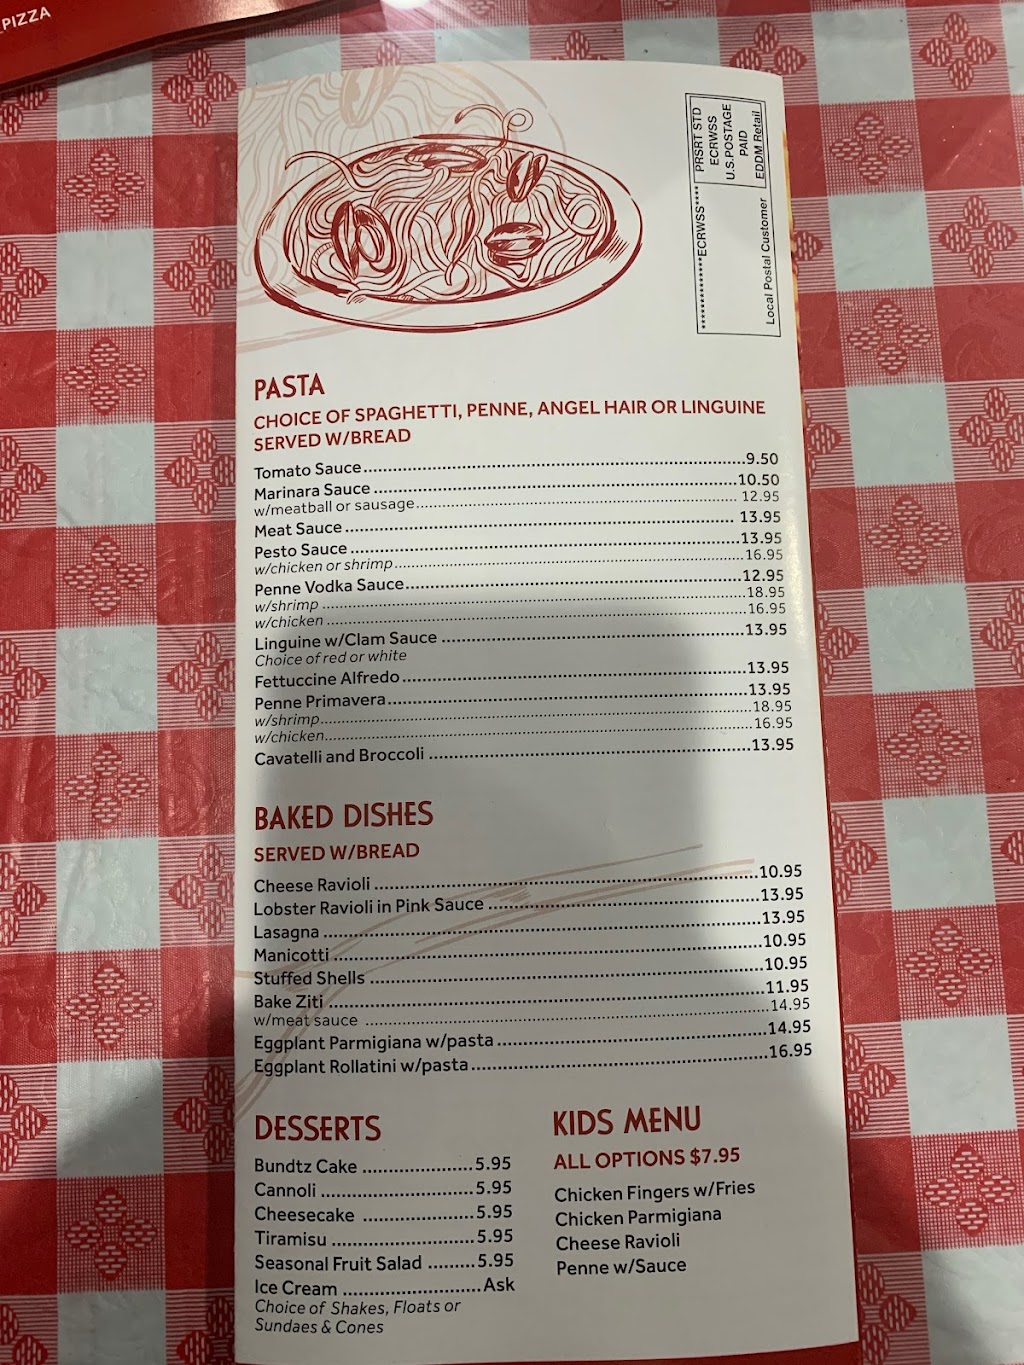 PIZZA
PRSRT STD
ECRWSS
U.S.POSTAGE
PAID
EDDM Retail
***************ECRWSS****
Local Postal Customer
PASTA
CHOICE OF SPAGHETTI, PENNE, ANGEL HAIR OR LINGUINE
SERVED W/BREAD
Tomato Sauce 9.50
Marinara Sauce 10.50
w/meatball or sausage 12.95
Meat Sauce 13.95
Pesto Sauce 13.95
w/chicken or shrimp 16.95
Penne Vodka Sauce 12.95
w/shrimp 18.95
w/chicken 16.95
Linguine w/Clam Sauce 13.95
Choice of red or white
Fettuccine Alfredo 13.95
Penne Primavera 13.95
w/shrimp 18.95
w/chicken 16.95
Cavatelli and Broccoli 13.95
BAKED DISHES
SERVED W/BREAD
Cheese Ravioli 10.95
Lobster Ravioli in Pink Sauce 13.95
Lasagna 13.95
Manicotti 10.95
Stuffed Shells 10.95
Bake Ziti 11.95
w/meat sauce 14.95
Eggplant Parmigiana w/pasta 14.95
Eggplant Rollatini w/pasta 16.95
DESSERTS
Bundtz Cake 5.95
Cannoli 5.95
Cheesecake 5.95
Tiramisu 5.95
Seasonal Fruit Salad 5.95
Ice Cream Ask
Choice of Shakes, Floats or
Sundaes & Cones
KIDS MENU
ALL OPTIONS $7.95
Chicken Fingers w/Fries
Chicken Parmigiana
Cheese Ravioli
Penne w/Sauce